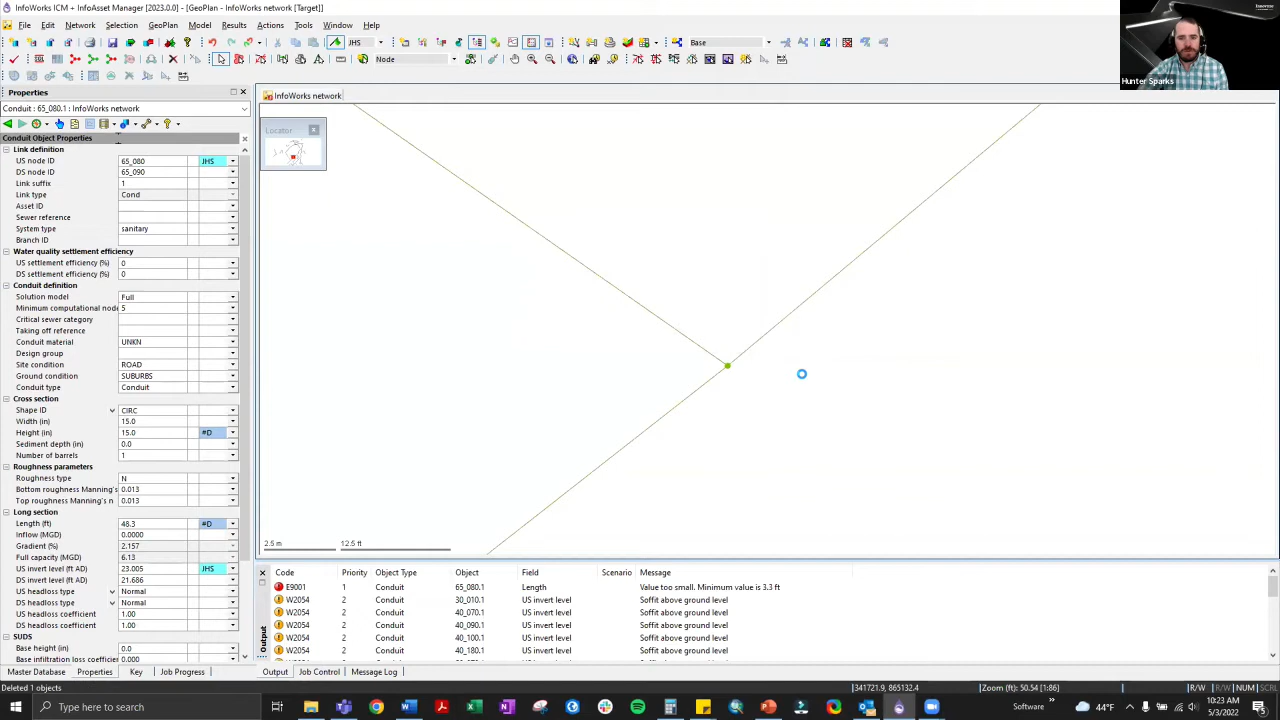 InfoWorks ICM + InfoAsset Manager [2023.0.0] - [GeoPlan - InfoWorks network [Target]]
File Edit Network Selection GeoPlan Model Results Actions Tools Window Help
JHS Base
Node
Hunter Sparks
Properties
InfoWorks network
Conduit : 65_080.1 : InfoWorks network
Locator
Conduit Object Properties
Link definition
US node ID 65_080 JHS
DS node ID 65_090
Link suffix 1
Link type Cond
Asset ID
Sewer reference
System type sanitary
Branch ID
Water quality settlement efficiency
US settlement efficiency (%) 0
DS settlement efficiency (%) 0
Conduit definition
Solution model Full
Minimum computational node 5
Critical sewer category
Taking off reference
Conduit material UNKN
Design group
Site condition ROAD
Ground condition SUBURBS
Conduit type Conduit
Cross section
Shape ID CIRC
Width (in) 15.0
Height (in) 15.0 #D
Sediment depth (in) 0.0
Number of barrels 1
Roughness parameters
Roughness type N
Bottom roughness Manning's 0.013
Top roughness Manning's n 0.013
Long section
Length (ft) 48.3 #D
Inflow (MGD) 0.0000
Gradient (%) 2.157
Full capacity (MGD) 6.13
US invert level (ft AD) 23.005 JHS
DS invert level (ft AD) 21.686
US headloss type Normal
DS headloss type Normal
US headloss coefficient 1.00
DS headloss coefficient 1.00
SUDS
Base height (in) 0.0
Base infiltration loss coefficien 0.000
2.5 m 12.5 ft
Output
Code Priority Object Type Object Field Scenario Message
E9001 1 Conduit 65_080.1 Length Value too small. Minimum value is 3.3 ft
W2054 2 Conduit 30_010.1 US invert level Soffit above ground level
W2054 2 Conduit 40_070.1 US invert level Soffit above ground level
W2054 2 Conduit 40_090.1 US invert level Soffit above ground level
W2054 2 Conduit 40_100.1 US invert level Soffit above ground level
W2054 2 Conduit 40_180.1 US invert level Soffit above ground level
Master Database Properties Key Job Progress Output Job Control Message Log
Deleted 1 objects 341721.9, 865132.4 Zoom (ft): 50.54 [1:86] R/W R/W NUM SCRL
Type here to search
Software
44°F
10:23 AM
5/3/2022